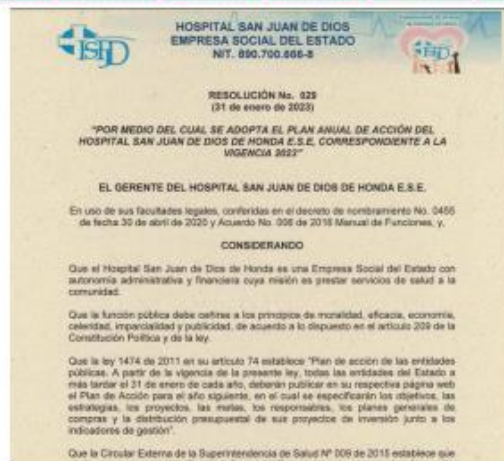 HOSPITAL SAN JUAN DE DIOS
EMPRESA SOCIAL DEL ESTADO
NIT. 890.700.666-8
RESOLUCIÓN No. 029
(31 de enero de 2023)
"POR MEDIO DEL CUAL SE ADOPTA EL PLAN ANUAL DE ACCIÓN DEL
HOSPITAL SAN JUAN DE DIOS DE HONDA E.S.E, CORRESPONDIENTE A LA
VIGENCIA 2023"
EL GERENTE DEL HOSPITAL SAN JUAN DE DIOS DE HONDA E.S.E.
En uso de sus facultades legales, conferidas en el decreto de nombramiento No. 0455
de fecha 30 de abril de 2020 y Acuerdo No. 006 de 2016 Manual de Funciones, y,
CONSIDERANDO
Que el Hospital San Juan de Dios de Honda es una Empresa Social del Estado con
autonomía administrativa y financiera cuya misión es prestar servicios de salud a la
comunidad.
Que la función pública debe ceñirse a los principios de moralidad, eficacia, economía,
celeridad, imparcialidad y publicidad, de acuerdo a lo dispuesto en el artículo 209 de la
Constitución Política y de la ley.
Que la ley 1474 de 2011 en su artículo 74 establece "Plan de acción de las entidades
públicas. A partir de la vigencia de la presente ley, todas las entidades del Estado a
más tardar el 31 de enero de cada año, deberán publicar en su respectiva página web
el Plan de Acción para el año siguiente, en el cual se especificarán los objetivos, las
estrategias, los proyectos, las metas, los responsables, los planes generales de
compras y la distribución presupuestal de sus proyectos de inversión junto a los
indicadores de gestión".
Que la Circular Externa de la Superintendencia de Salud Nº 009 de 2015 establece que